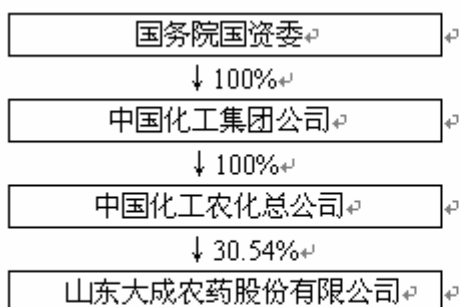 国务院国资委
↓100%
中国化工集团公司
↓100%
中国化工农化总公司
↓30.54%
山东大成农药股份有限公司